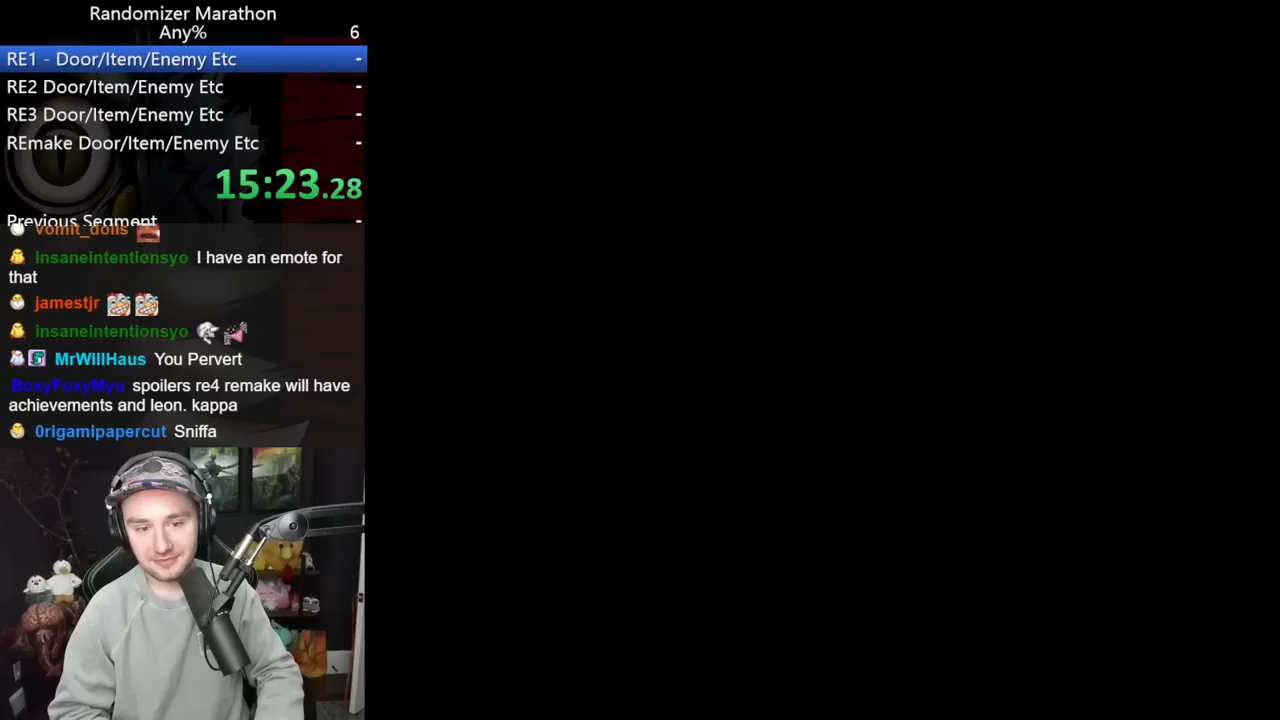 Randomizer Marathon
Any% 6
RE1 - Door/Item/Enemy Etc -
RE2 Door/Item/Enemy Etc -
RE3 Door/Item/Enemy Etc -
REmake Door/Item/Enemy Etc -
15:23.28
Previous Segment -
vomit_dolls
insaneintentionsyo I have an emote for
that
jamestjr
insaneintentionsyo
MrWillHaus You Pervert
BoxyFoxyMyu spoilers re4 remake will have
achievements and leon. kappa
0rigamipapercut Sniffa